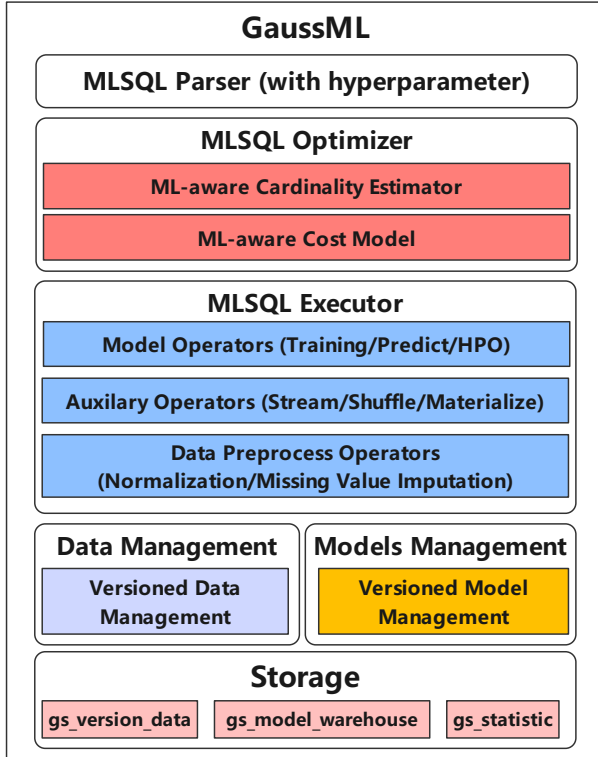 GaussML
MLSQL Parser (with hyperparameter)
MLSQL Optimizer
ML-aware Cardinality Estimator
ML-aware Cost Model
MLSQL Executor
Model Operators (Training/Predict/HPO)
Auxilary Operators (Stream/Shuffle/Materialize)
Data Preprocess Operators
(Normalization/Missing Value Imputation)
Data Management
Versioned Data
Management
Models Management
Versioned Model
Management
Storage
gs_version_data
gs_model_warehouse
gs_statistic